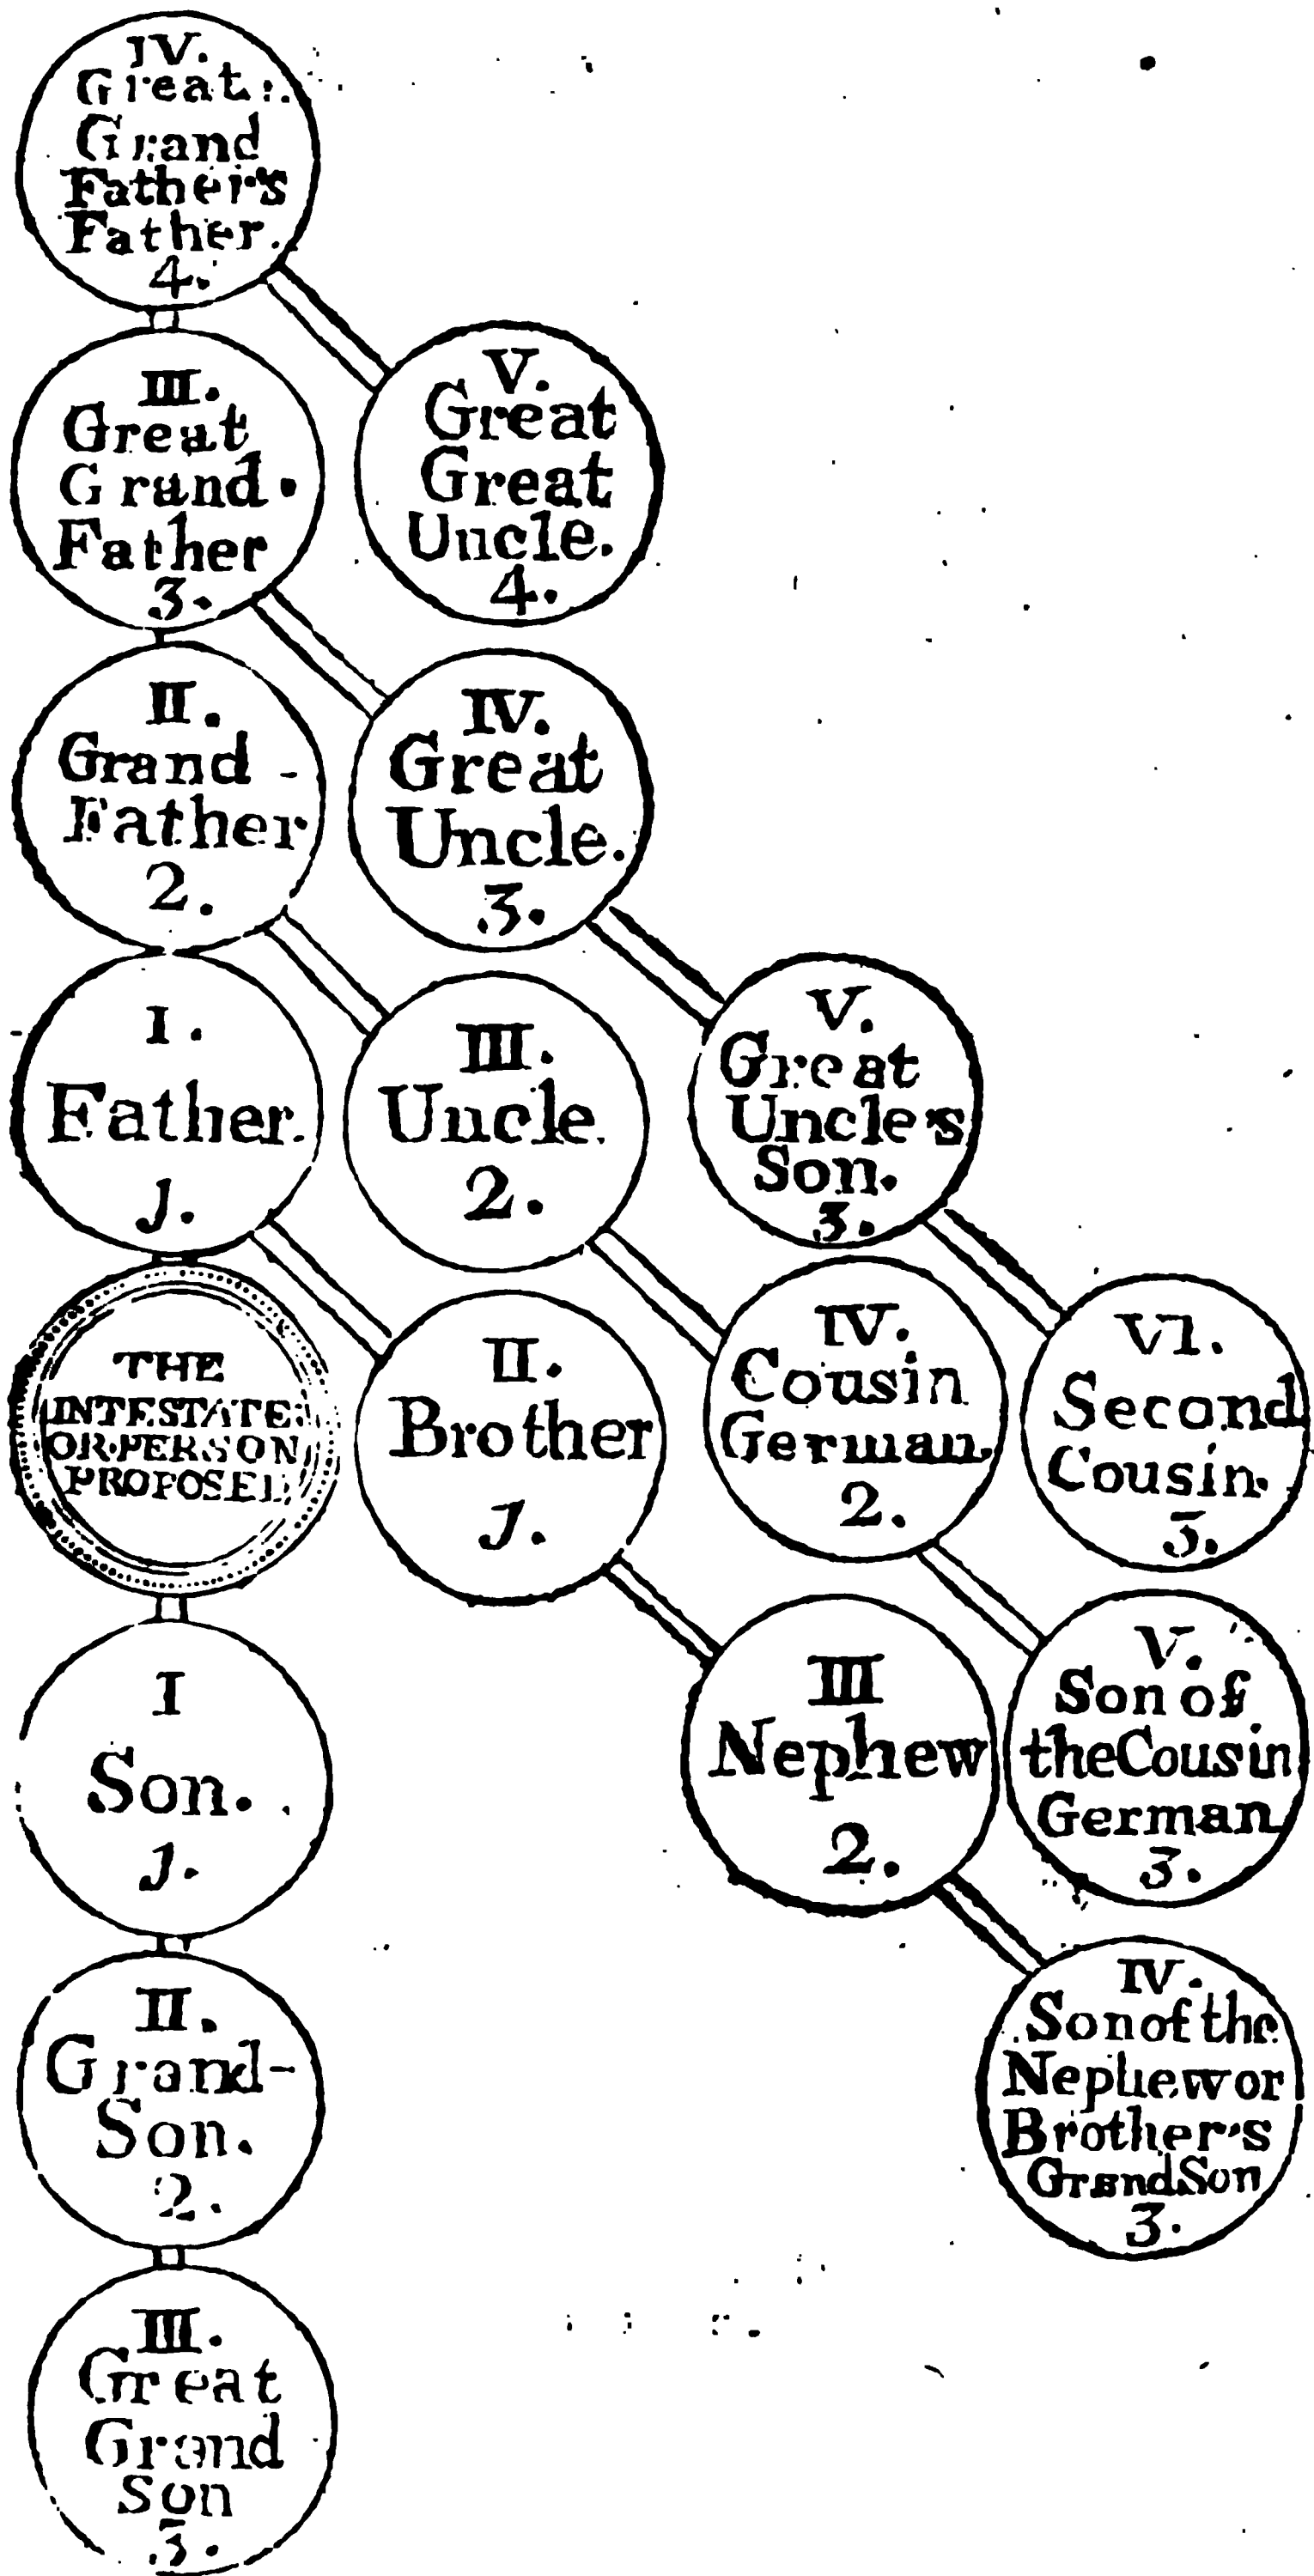 IV.
Great
Grand
Father's
Father.
4.
III.
Great
Grand
Father
3.
V.
Great
Great
Uncle.
4.
II.
Grand-
Father
2.
IV.
Great
Uncle.
3.
I.
Father.
1.
III.
Uncle.
2.
V.
Great
Uncle's
Son.
3.
THE
INTESTATE
OR PERSON
PROPOSED
II.
Brother
1.
IV.
Cousin
German.
2.
VI.
Second
Cousin.
3.
I
Son.
1.
III
Nephew
2.
V.
Son of
the Cousin
German
3.
II.
Grand-
Son.
2.
IV.
Son of the
Nephew or
Brother's
GrandSon
3.
III.
Great
Grand
Son
3.